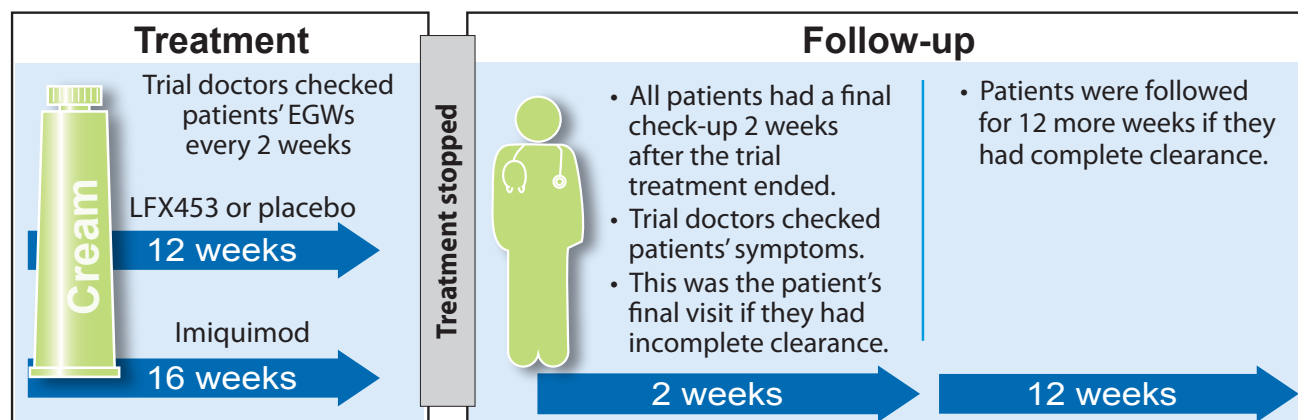 Treatment
Trial doctors checked
patients’ EGWs
every 2 weeks
Cream
LFX453 or placebo
12 weeks
Imiquimod
16 weeks
Treatment stopped
Follow-up
• All patients had a final
check-up 2 weeks
after the trial
treatment ended.
• Trial doctors checked
patients’ symptoms.
• This was the patient’s
final visit if they had
incomplete clearance.
2 weeks
• Patients were followed
for 12 more weeks if they
had complete clearance.
12 weeks